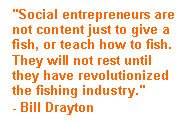 "Social entrepreneurs are
not content just to give a
fish, or teach how to fish.
They will not rest until
they have revolutionized
the fishing industry."
- Bill Drayton